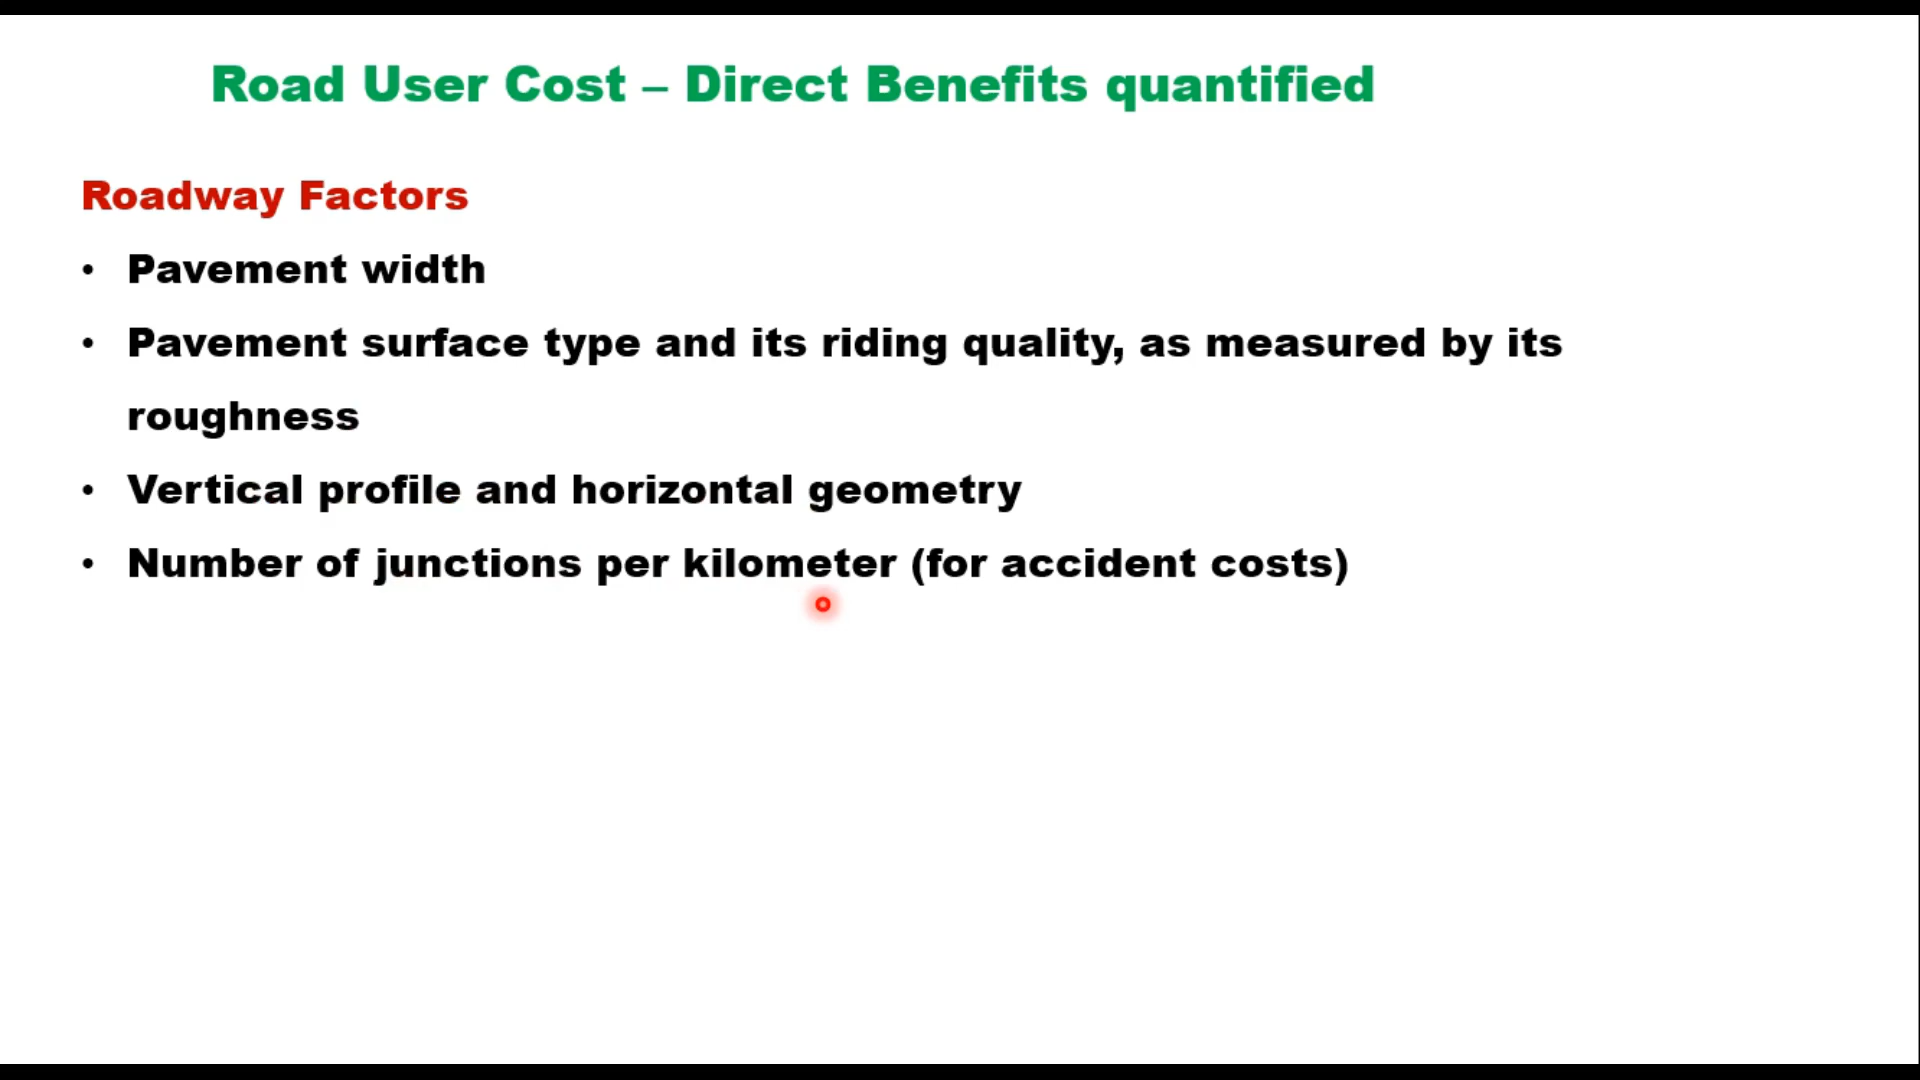 Road User Cost – Direct Benefits quantified
Roadway Factors
• Pavement width
• Pavement surface type and its riding quality, as measured by its
roughness
• Vertical profile and horizontal geometry
• Number of junctions per kilometer (for accident costs)